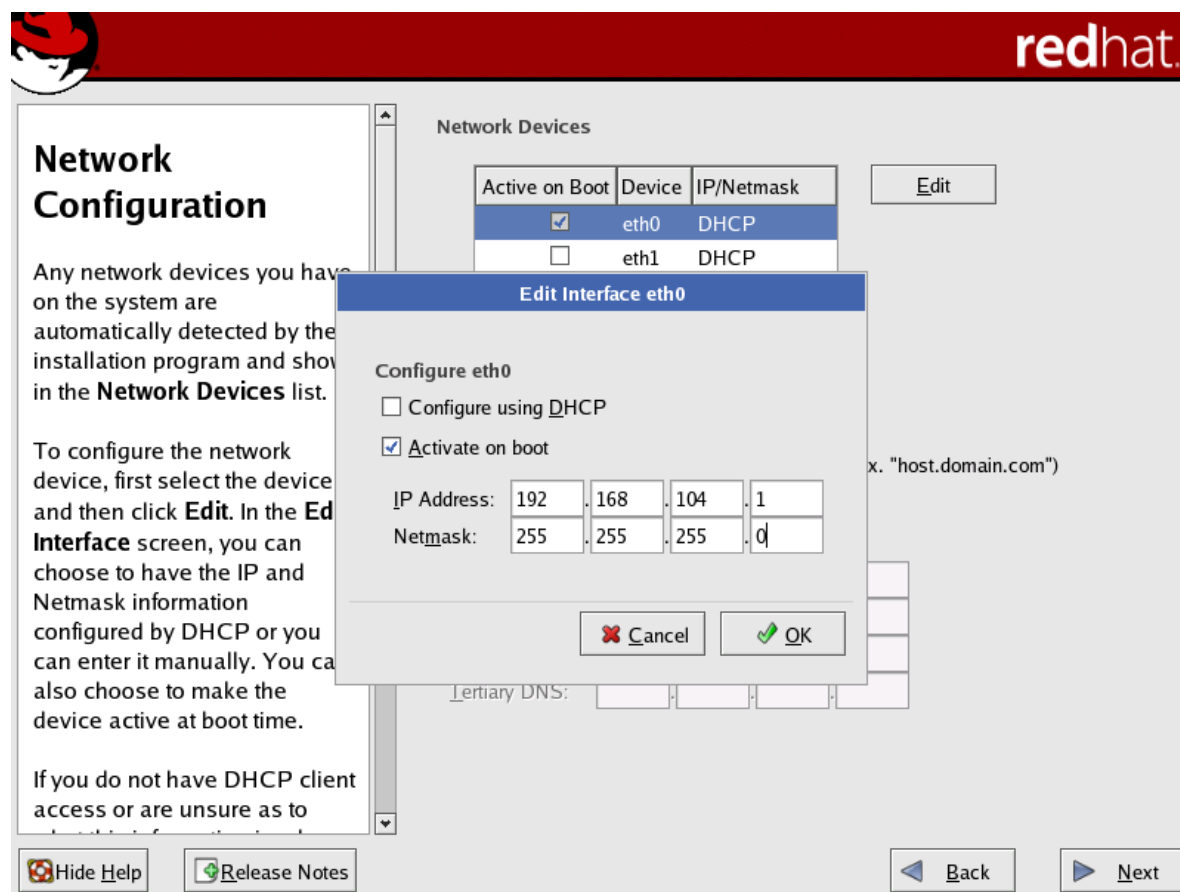 redhat.
Network
Configuration
Any network devices you have
on the system are
automatically detected by the
installation program and show
in the Network Devices list.
To configure the network
device, first select the device
and then click Edit. In the Ed
Interface screen, you can
choose to have the IP and
Netmask information
configured by DHCP or you
can enter it manually. You ca
also choose to make the
device active at boot time.
If you do not have DHCP client
access or are unsure as to
Network Devices
Active on Boot Device IP/Netmask
eth0 DHCP
eth1 DHCP
Edit
Edit Interface eth0
Configure eth0
Configure using DHCP
Activate on boot
IP Address: 192 . 168 . 104 . 1
Netmask: 255 . 255 . 255 . 0
Cancel OK
x. "host.domain.com")
Tertiary DNS: . . .
Hide Help Release Notes Back Next